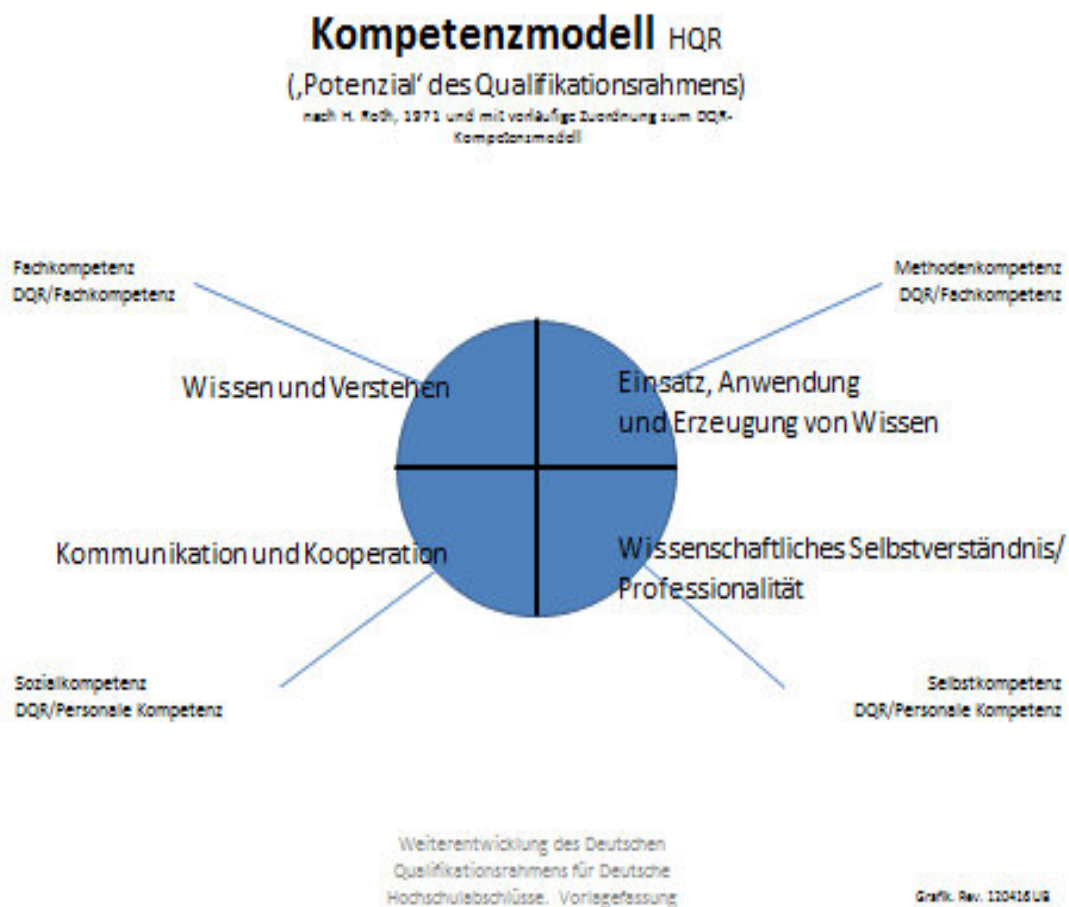 Kompetenzmodell HQR
(‚Potenzial' des Qualifikationsrahmens)
nach H. Roth, 1971 und mit vorläufige Zuordnung zum DQR-
Kompetenzmodell
Fachkompetenz
DQR/Fachkompetenz
Methodenkompetenz
DQR/Fachkompetenz
Wissen und Verstehen
Einsatz, Anwendung
und Erzeugung von Wissen
Kommunikation und Kooperation
Wissenschaftliches Selbstverständnis/
Professionalität
Sozialkompetenz
DQR/Personale Kompetenz
Selbstkompetenz
DQR/Personale Kompetenz
Weiterentwicklung des Deutschen
Qualifikationsrahmens für Deutsche
Hochschulabschlüsse. Vorlagefassung
Grafik. Rev. 120416 UB